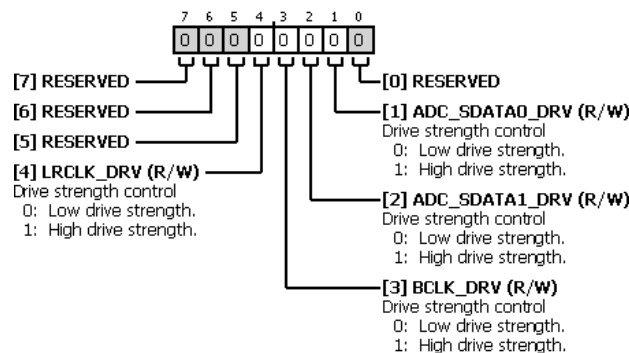 7 6 5 4 3 2 1 0
0 0 0 0 0 0 0 0
[7] RESERVED
[6] RESERVED
[5] RESERVED
[4] LRCLK_DRV (R/W)
Drive strength control
0: Low drive strength.
1: High drive strength.
[0] RESERVED
[1] ADC_SDATA0_DRV (R/W)
Drive strength control
0: Low drive strength.
1: High drive strength.
[2] ADC_SDATA1_DRV (R/W)
Drive strength control
0: Low drive strength.
1: High drive strength.
[3] BCLK_DRV (R/W)
Drive strength control
0: Low drive strength.
1: High drive strength.